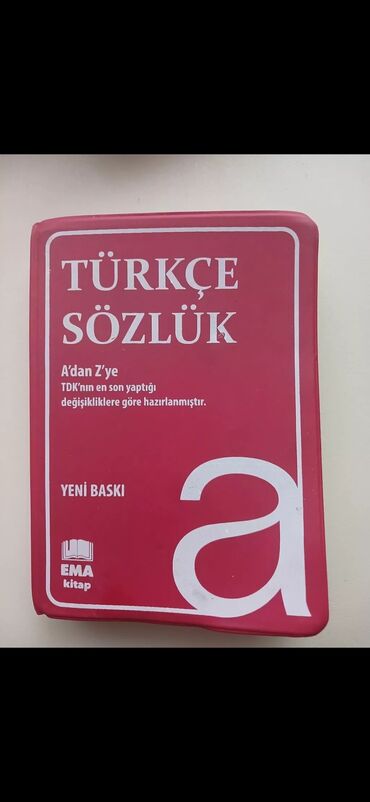 TÜRKÇE
SÖZLÜK
A'dan Z'ye
TDK'nın en son yaptığı
değişikliklere göre hazırlanmıştır.
YENİ BASKI
a
EMA
kitap